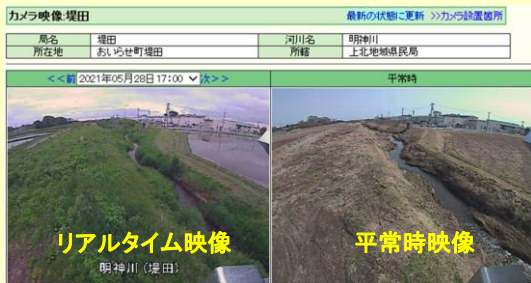 カメラ映像:堤田
最新の状態に更新 >>カメラ設置箇所
局名 堤田 河川名 明神川
所在地 おいらせ町堤田 所轄 上北地域県民局
<<前 2021年05月28日17:00 次>> 平常時
リアルタイム映像 平常時映像
明神川（堤田）